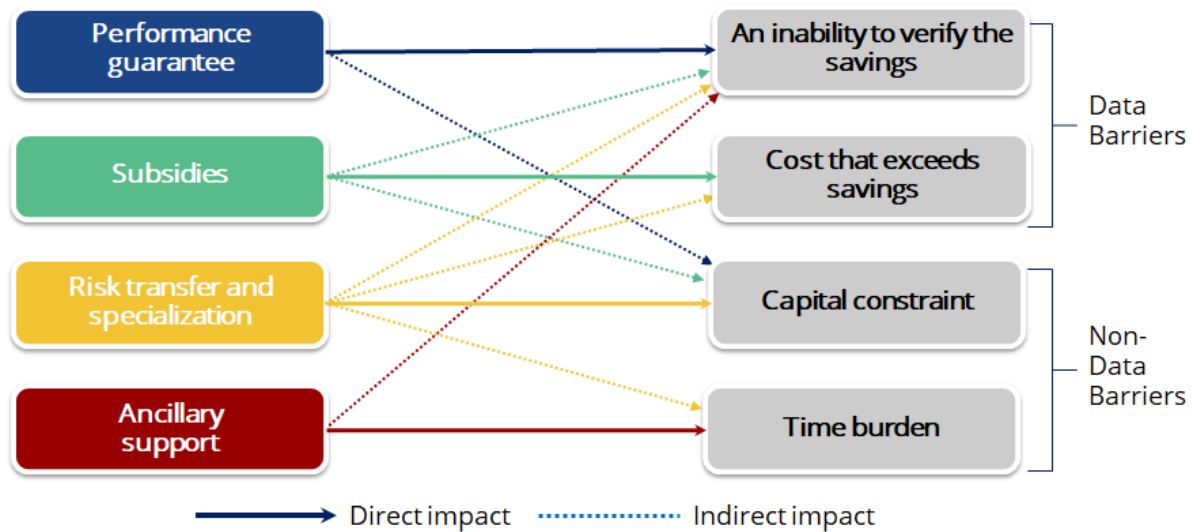 Performance
guarantee
An inability to verify the
savings
Data
Barriers
Subsidies
Cost that exceeds
savings
Risk transfer and
specialization
Capital constraint
Non-
Data
Barriers
Ancillary
support
Time burden
Direct impact
Indirect impact